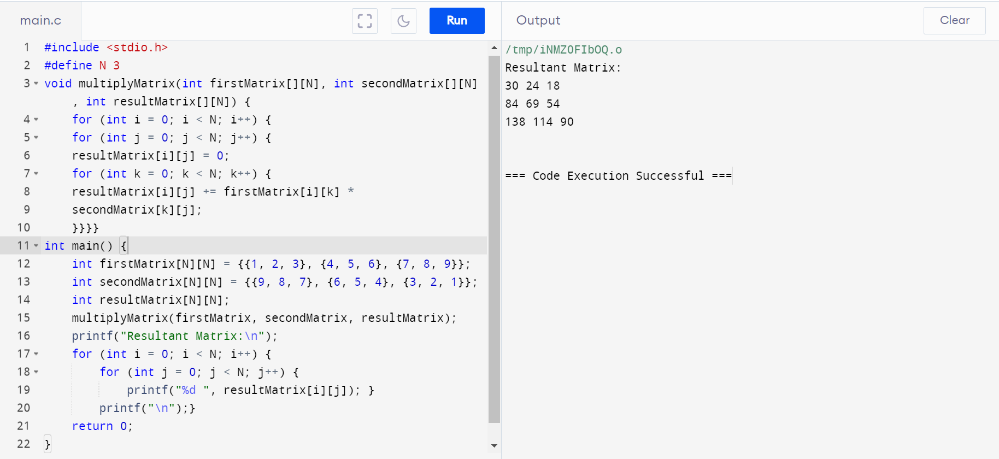 main.c
Run
Output
Clear
1 #include <stdio.h>
2 #define N 3
3 void multiplyMatrix(int firstMatrix[][N], int secondMatrix[][N]
, int resultMatrix[][N]) {
4 for (int i = 0; i < N; i++) {
5 for (int j = 0; j < N; j++) {
6 resultMatrix[i][j] = 0;
7 for (int k = 0; k < N; k++) {
8 resultMatrix[i][j] += firstMatrix[i][k] *
9 secondMatrix[k][j];
10 }}}}
11 int main() {
12 int firstMatrix[N][N] = {{1, 2, 3}, {4, 5, 6}, {7, 8, 9}};
13 int secondMatrix[N][N] = {{9, 8, 7}, {6, 5, 4}, {3, 2, 1}};
14 int resultMatrix[N][N];
15 multiplyMatrix(firstMatrix, secondMatrix, resultMatrix);
16 printf("Resultant Matrix:\n");
17 for (int i = 0; i < N; i++) {
18 for (int j = 0; j < N; j++) {
19 printf("%d ", resultMatrix[i][j]); }
20 printf("\n");}
21 return 0;
22 }
/tmp/iNMZOFIbOQ.o
Resultant Matrix:
30 24 18
84 69 54
138 114 90
=== Code Execution Successful ===